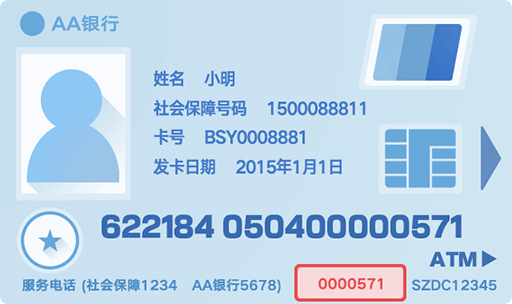 AA银行
姓名 小明
社会保障号码 1500088811
卡号 BSY0008881
发卡日期 2015年1月1日
622184 050400000571
ATM
服务电话 (社会保障1234 AA银行5678) 0000571 SZDC12345